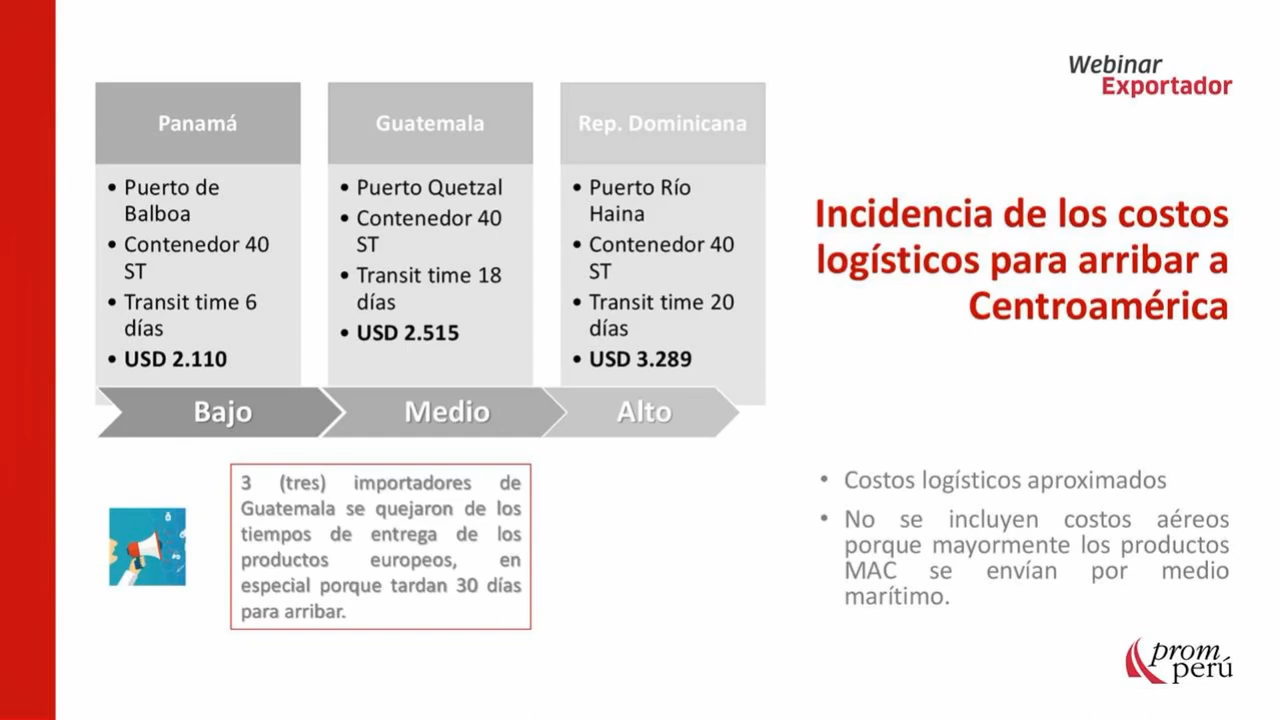 Webinar
Exportador
Panamá
• Puerto de
Balboa
• Contenedor 40
ST
• Transit time 6
días
• USD 2.110
Guatemala
• Puerto Quetzal
• Contenedor 40
ST
• Transit time 18
días
• USD 2.515
Rep. Dominicana
• Puerto Río
Haina
• Contenedor 40
ST
• Transit time 20
días
• USD 3.289
Bajo
Medio
Alto
3 (tres) importadores de
Guatemala se quejaron de los
tiempos de entrega de los
productos europeos, en
especial porque tardan 30 días
para arribar.
Incidencia de los costos
logísticos para arribar a
Centroamérica
• Costos logísticos aproximados
• No se incluyen costos aéreos
porque mayormente los productos
MAC se envían por medio
marítimo.
prom
perú